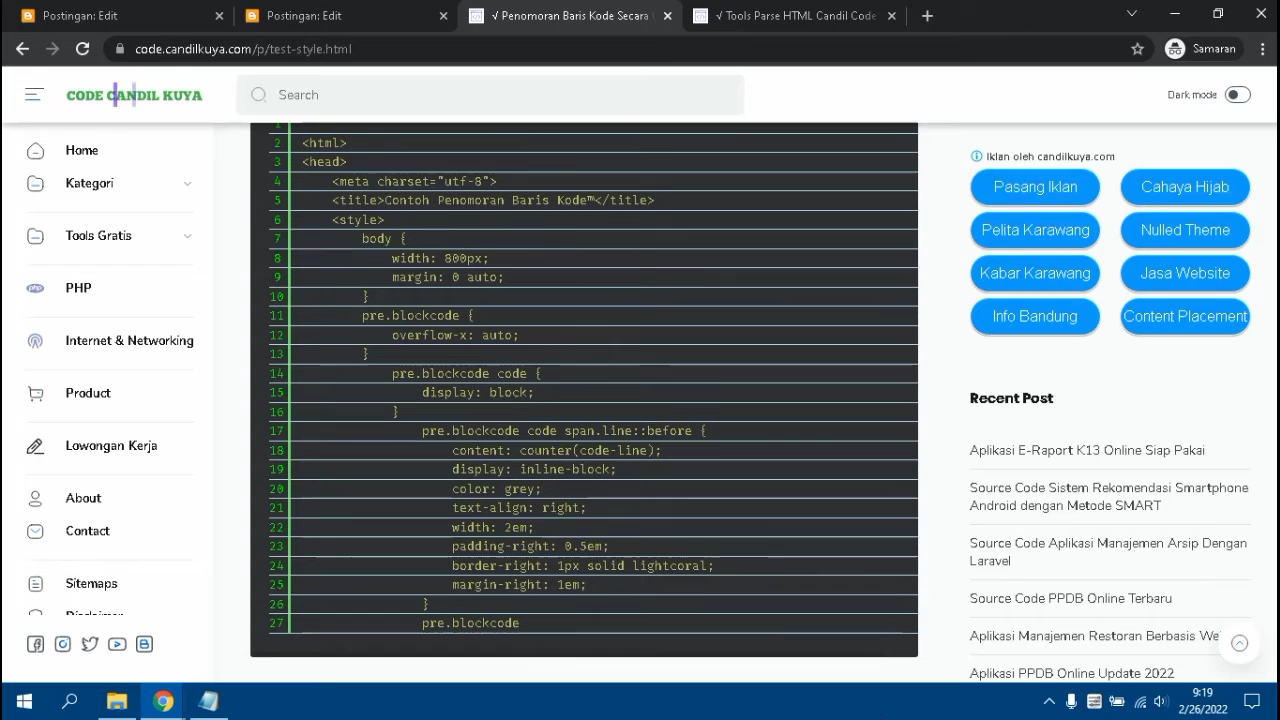 Postingan: Edit
Postingan: Edit
√ Penomoran Baris Kode Secara
√ Tools Parse HTML Candil Code
code.candilkuya.com/p/test-style.html
Samaran
CODE CANDIL KUYA
Search
Dark mode
Home
Kategori
Tools Gratis
PHP
Internet & Networking
Product
Lowongan Kerja
About
Contact
Sitemaps
Disclaimer
1
2 <html>
3 <head>
4 <meta charset="utf-8">
5 <title>Contoh Penomoran Baris Kode™</title>
6 <style>
7 body {
8 width: 800px;
9 margin: 0 auto;
10 }
11 pre.blockcode {
12 overflow-x: auto;
13 }
14 pre.blockcode code {
15 display: block;
16 }
17 pre.blockcode code span.line::before {
18 content: counter(code-line);
19 display: inline-block;
20 color: grey;
21 text-align: right;
22 width: 2em;
23 padding-right: 0.5em;
24 border-right: 1px solid lightcoral;
25 margin-right: 1em;
26 }
27 pre.blockcode
Iklan oleh candilkuya.com
Pasang Iklan
Cahaya Hijab
Pelita Karawang
Nulled Theme
Kabar Karawang
Jasa Website
Info Bandung
Content Placement
Recent Post
Aplikasi E-Raport K13 Online Siap Pakai
Source Code Sistem Rekomendasi Smartphone
Android dengan Metode SMART
Source Code Aplikasi Manajemen Arsip Dengan
Laravel
Source Code PPDB Online Terbaru
Aplikasi Manajemen Restoran Berbasis We
Aplikasi PPDB Online Update 2022
9:19
2/26/2022